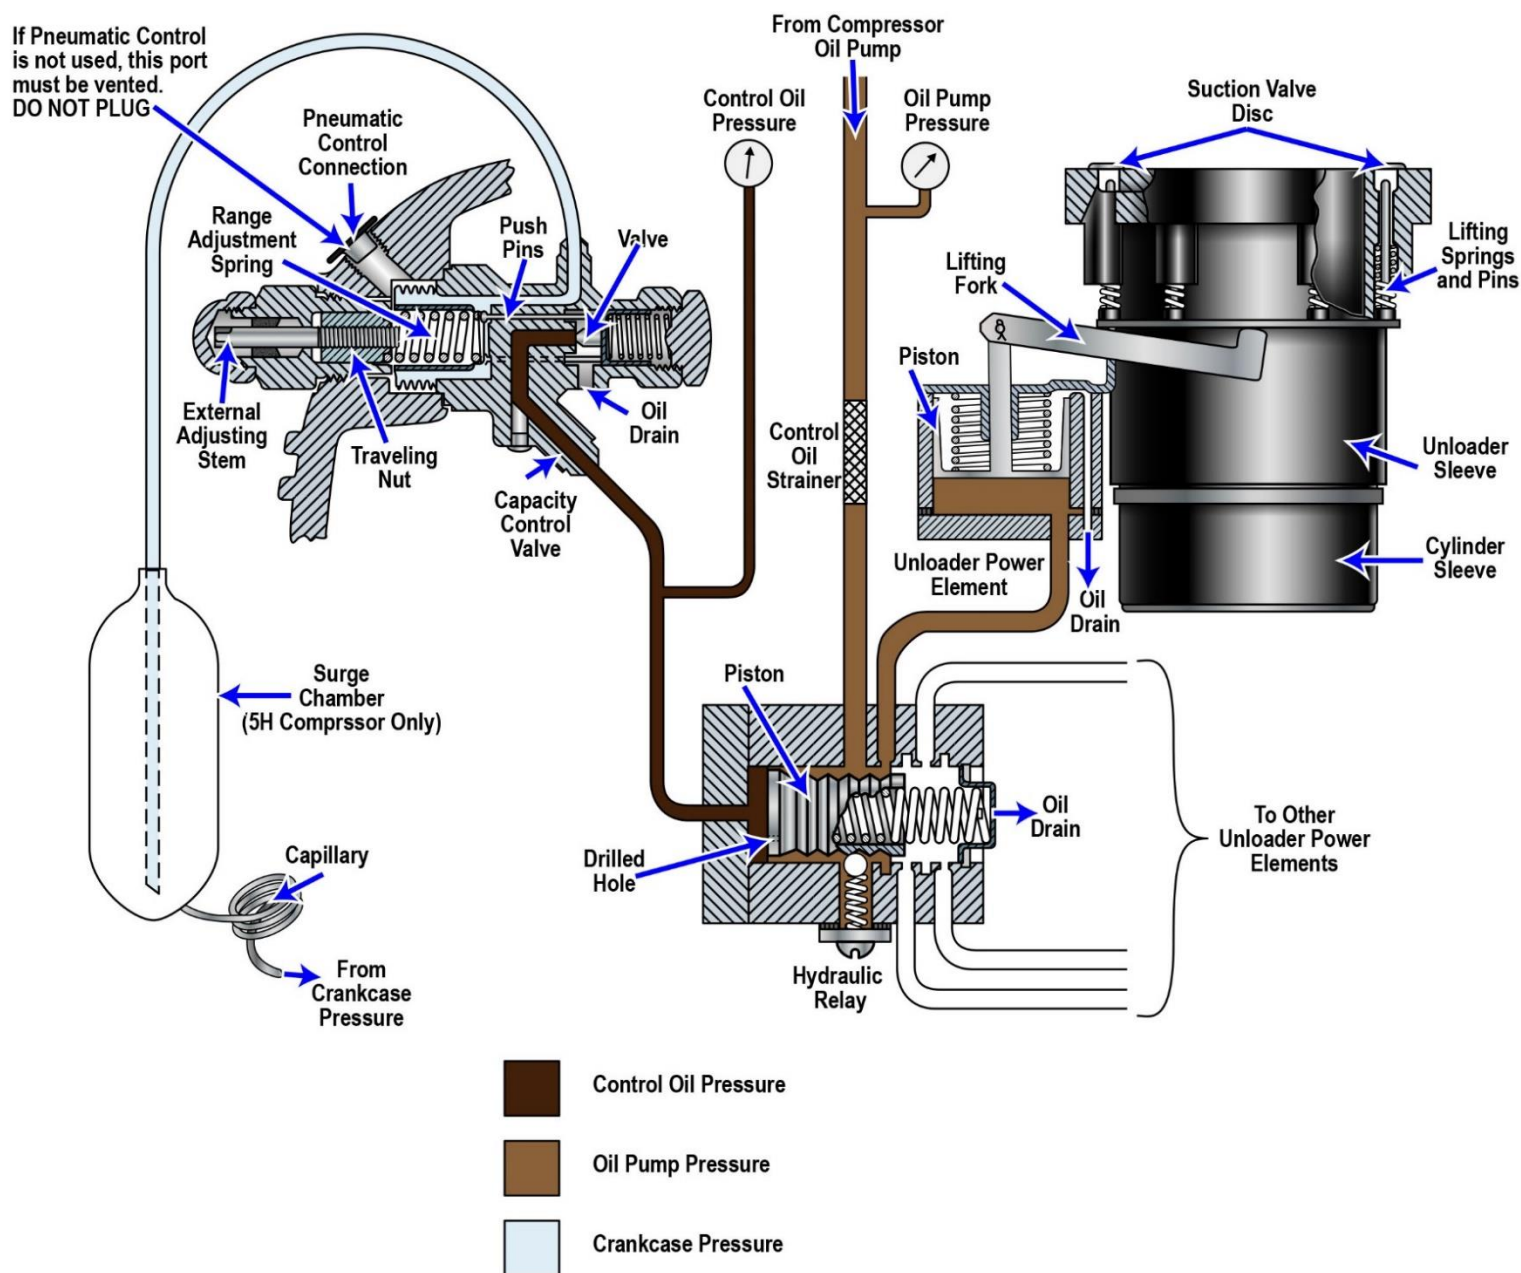 If Pneumatic Control
is not used, this port
must be vented.
DO NOT PLUG
Pneumatic
Control
Connection
Range
Adjustment
Spring
Push
Pins
Valve
External
Adjusting
Stem
Traveling
Nut
Capacity
Control
Valve
Oil
Drain
Control Oil
Pressure
From Compressor
Oil Pump
Oil Pump
Pressure
Suction Valve
Disc
Lifting
Fork
Lifting
Springs
and Pins
Piston
Control
Oil
Strainer
Unloader
Sleeve
Unloader Power
Element
Oil
Drain
Cylinder
Sleeve
Surge
Chamber
(5H Comprssor Only)
Piston
Capillary
Drilled
Hole
Oil
Drain
To Other
Unloader Power
Elements
From
Crankcase
Pressure
Hydraulic
Relay
Control Oil Pressure
Oil Pump Pressure
Crankcase Pressure